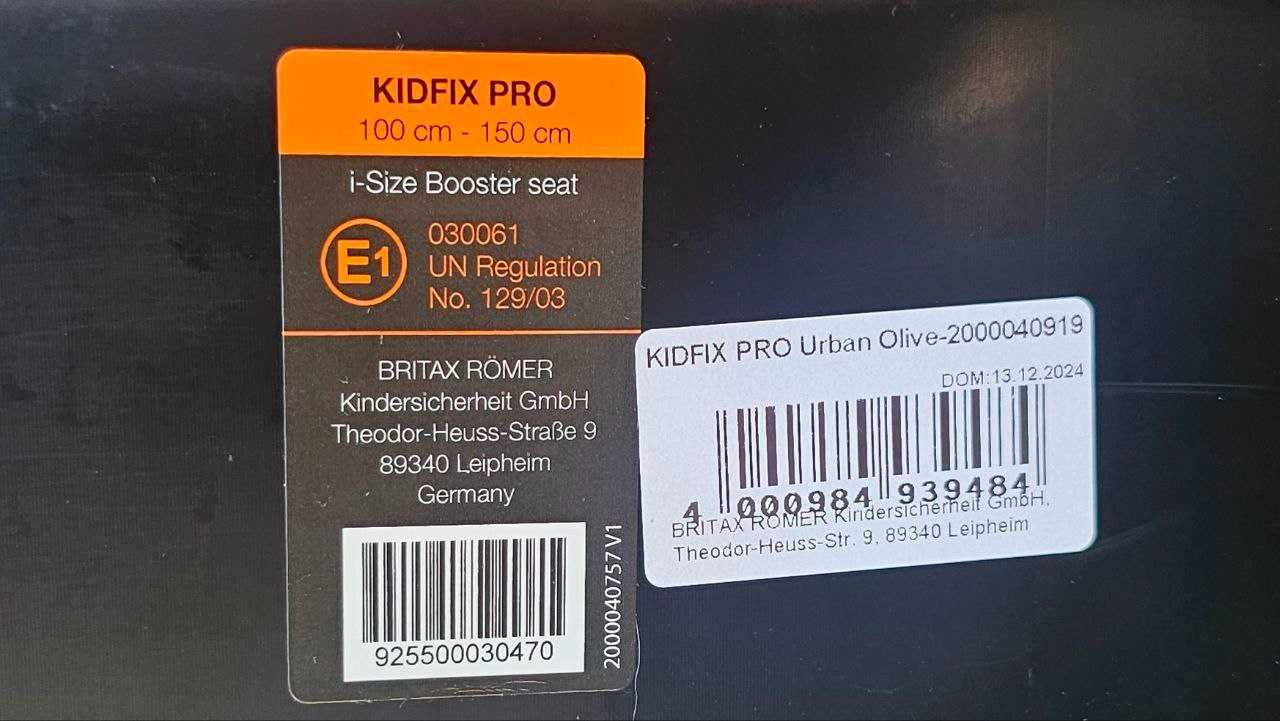 KIDFIX PRO
100 cm - 150 cm
i-Size Booster seat
E1
030061
UN Regulation
No. 129/03
BRITAX RÖMER
Kindersicherheit GmbH
Theodor-Heuss-Straße 9
89340 Leipheim
Germany
925500030470
2000040757 V1
KIDFIX PRO Urban Olive-2000040919
DOM:13.12.2024
4 000984 939484
BRITAX RÖMER Kindersicherheit GmbH,
Theodor-Heuss-Str. 9, 89340 Leipheim